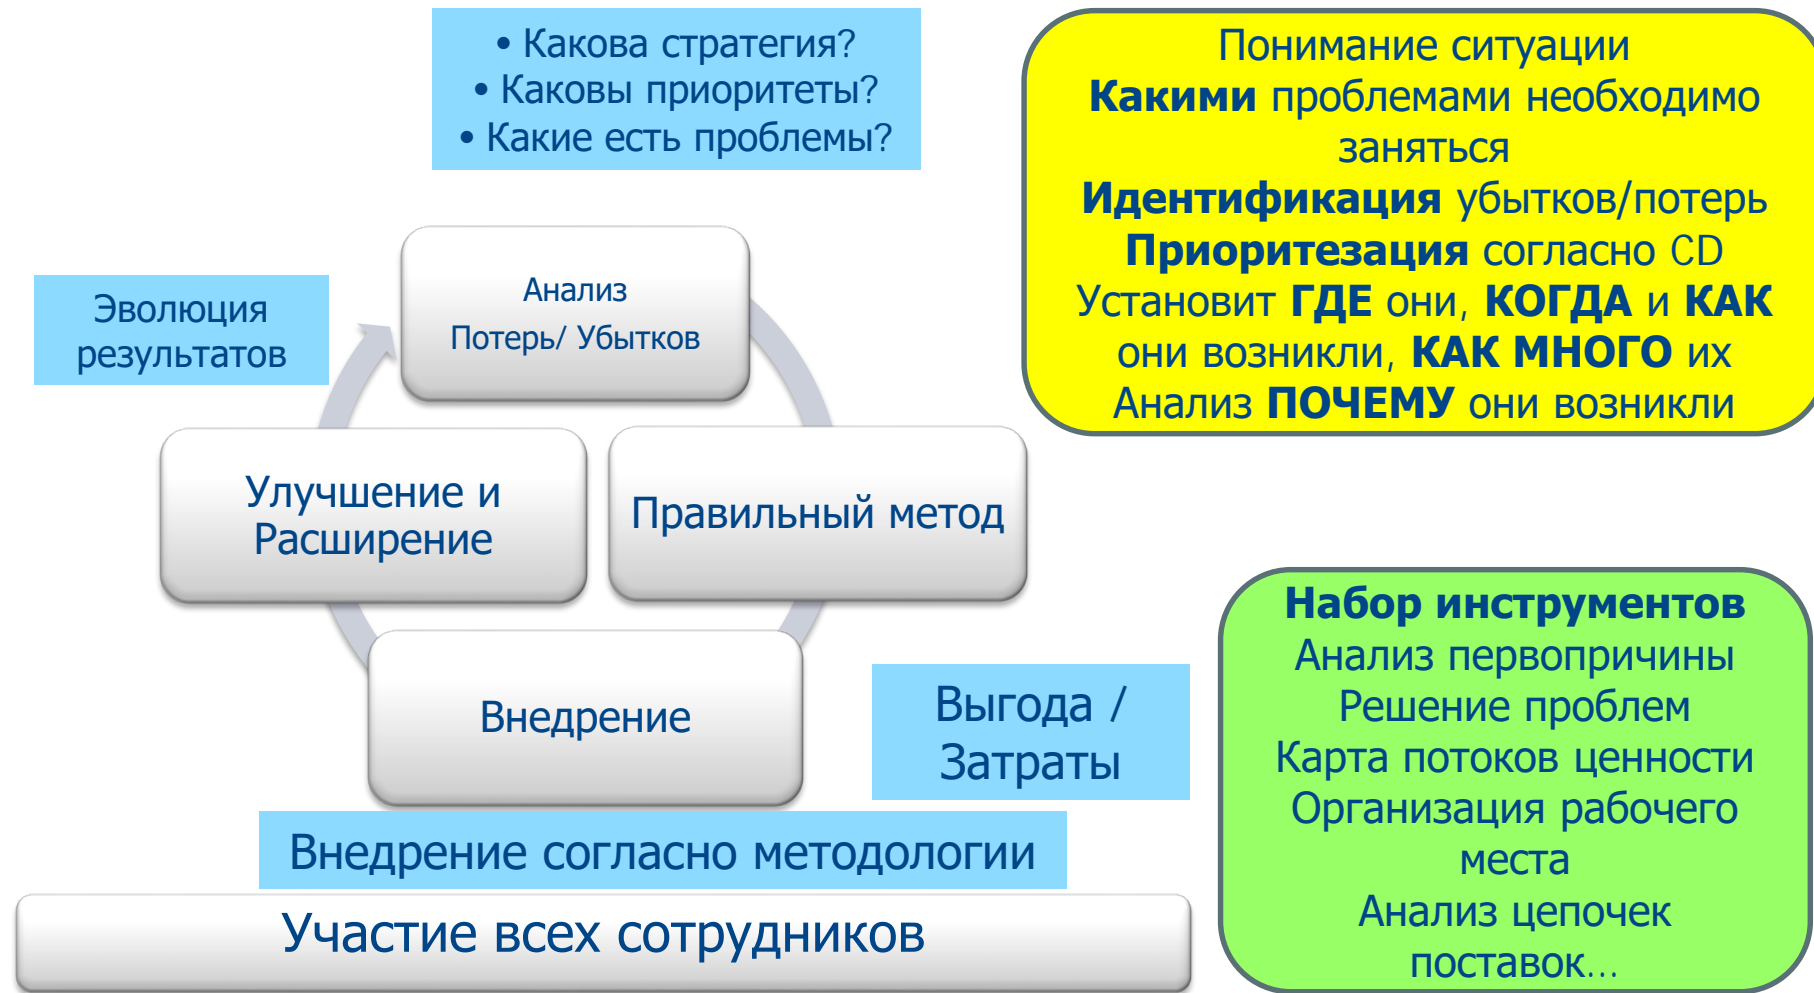 • Какова стратегия?
• Каковы приоритеты?
• Какие есть проблемы?
Понимание ситуации
Какими проблемами необходимо
заняться
Идентификация убытков/потерь
Приоритезация согласно CD
Установит ГДЕ они, КОГДА и КАК
они возникли, КАК МНОГО их
Анализ ПОЧЕМУ они возникли
Эволюция
результатов
Анализ
Потерь/ Убытков
Улучшение и
Расширение
Правильный метод
Внедрение
Выгода /
Затраты
Внедрение согласно методологии
Участие всех сотрудников
Набор инструментов
Анализ первопричины
Решение проблем
Карта потоков ценности
Организация рабочего
места
Анализ цепочек
поставок...